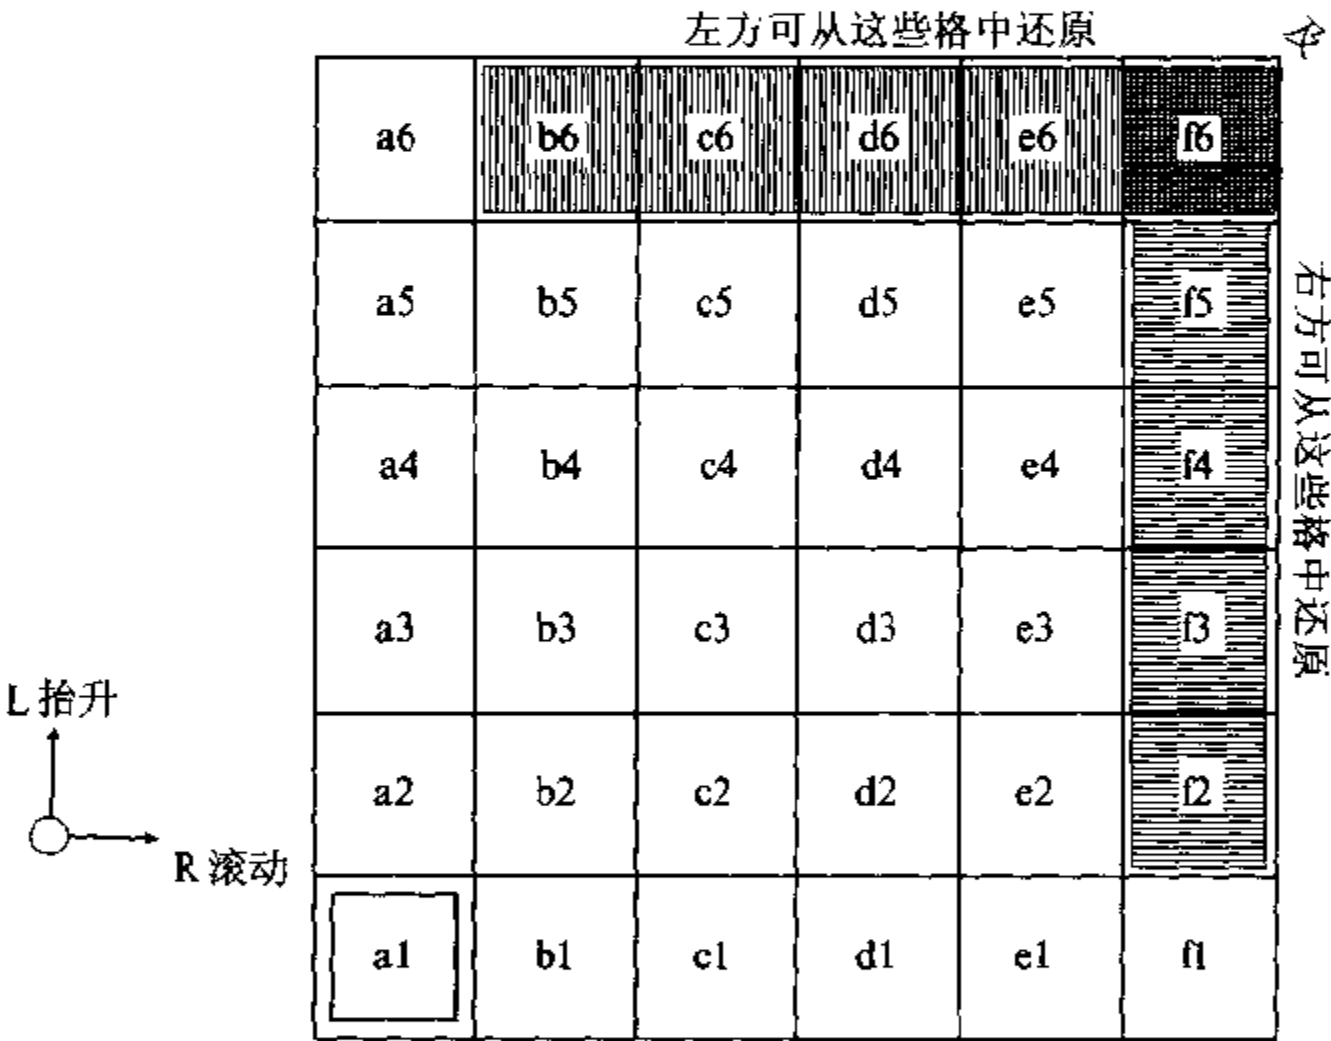 左方可从这些格中还原
a6 b6 c6 d6 e6 f6
a5 b5 c5 d5 e5 f5
a4 b4 c4 d4 e4 f4
a3 b3 c3 d3 e3 f3
a2 b2 c2 d2 e2 f2
a1 b1 c1 d1 e1 f1
右方可从这些格中还原
L 抬升
R 滚动